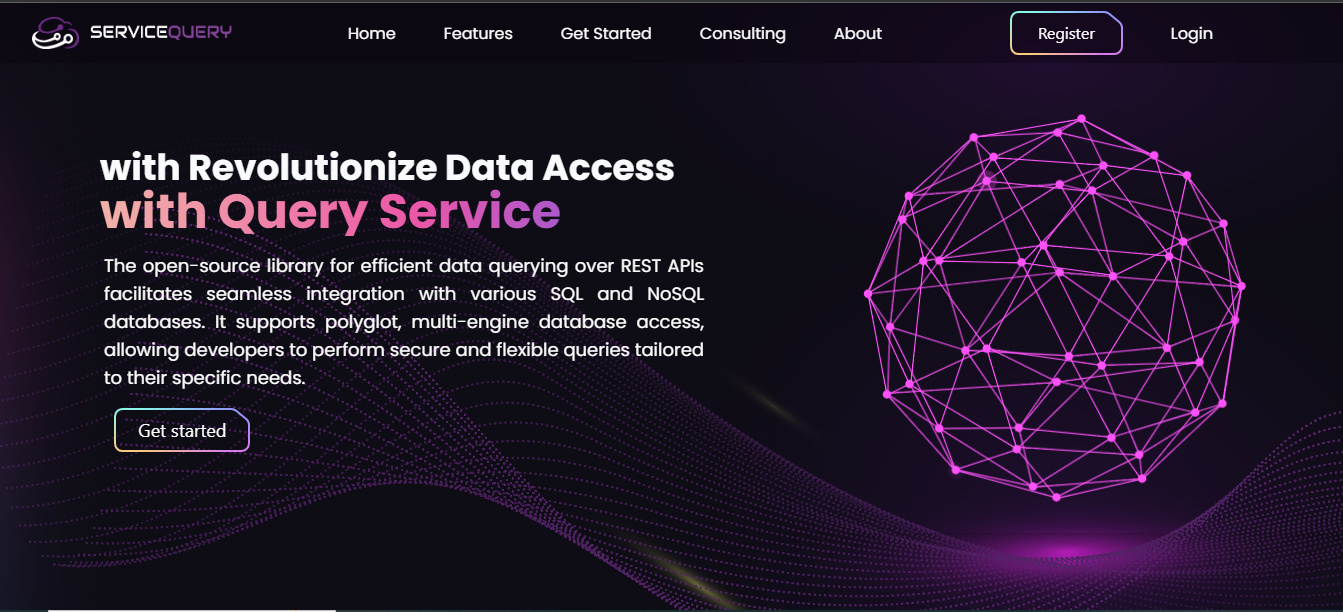 SERVICEQUERY
Home Features Get Started Consulting About Register Login
with Revolutionize Data Access
with Query Service
The open-source library for efficient data querying over REST APIs
facilitates seamless integration with various SQL and NoSQL
databases. It supports polyglot, multi-engine database access,
allowing developers to perform secure and flexible queries tailored
to their specific needs.
Get started